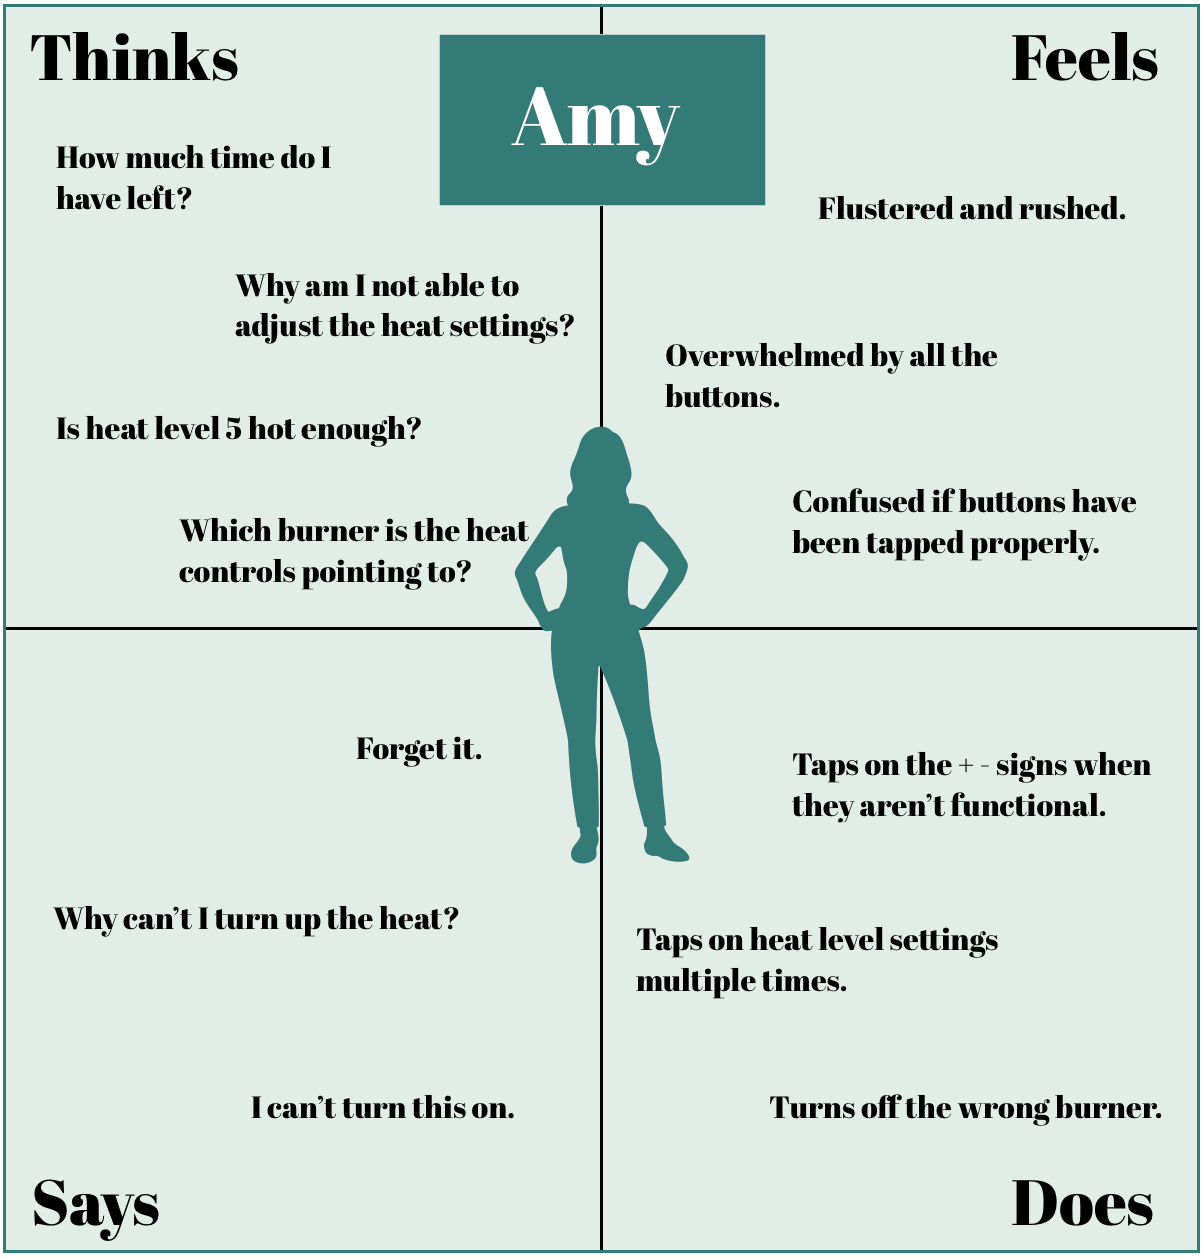 Thinks
Amy
Feels
How much time do I
have left?
Why am I not able to
adjust the heat settings?
Is heat level 5 hot enough?
Which burner is the heat
controls pointing to?
Flustered and rushed.
Overwhelmed by all the
buttons.
Confused if buttons have
been tapped properly.
Forget it.
Why can’t I turn up the heat?
I can’t turn this on.
Says
Taps on the + - signs when
they aren’t functional.
Taps on heat level settings
multiple times.
Turns off the wrong burner.
Does